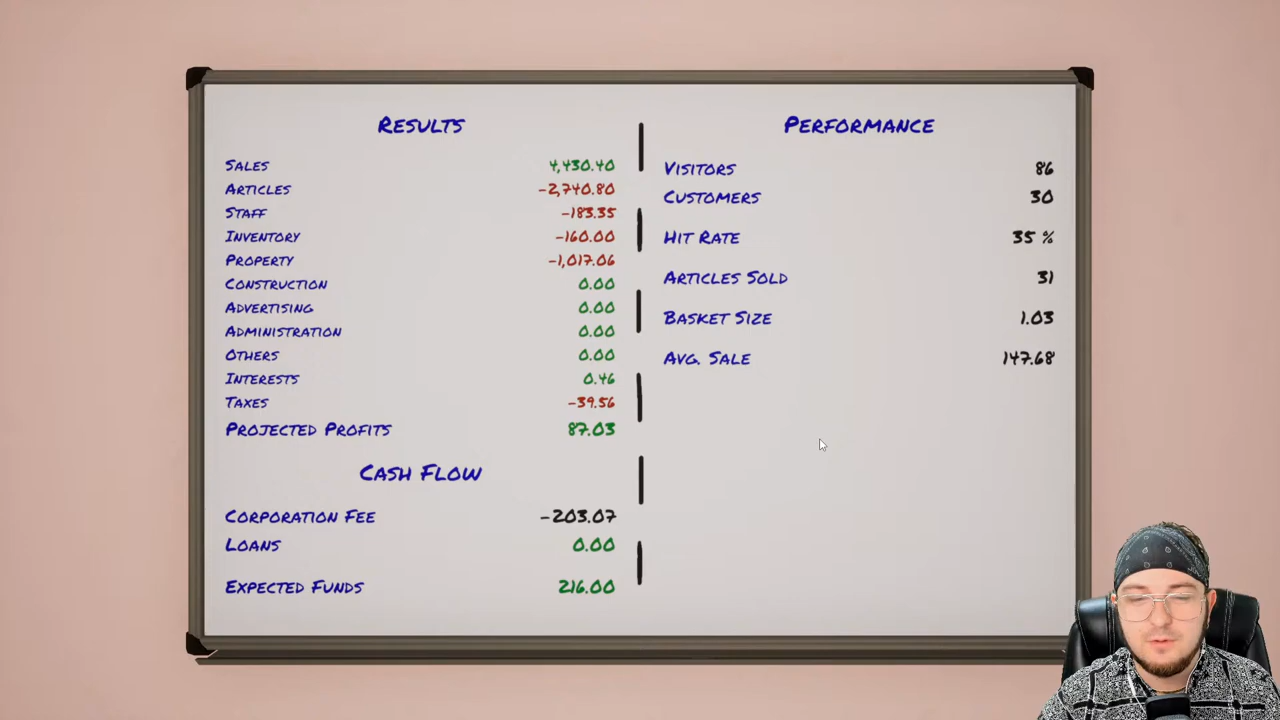 Results
Sales 4,430.40
Articles -2,740.80
Staff -183.35
Inventory -160.00
Property -1,017.06
Construction 0.00
Advertising 0.00
Administration 0.00
Others 0.00
Interests 0.46
Taxes -39.56
Projected Profits 87.03
Cash Flow
Corporation Fee -203.07
Loans 0.00
Expected Funds 216.00
Performance
Visitors 86
Customers 30
Hit Rate 35 %
Articles Sold 31
Basket Size 1.03
Avg. Sale 147.68